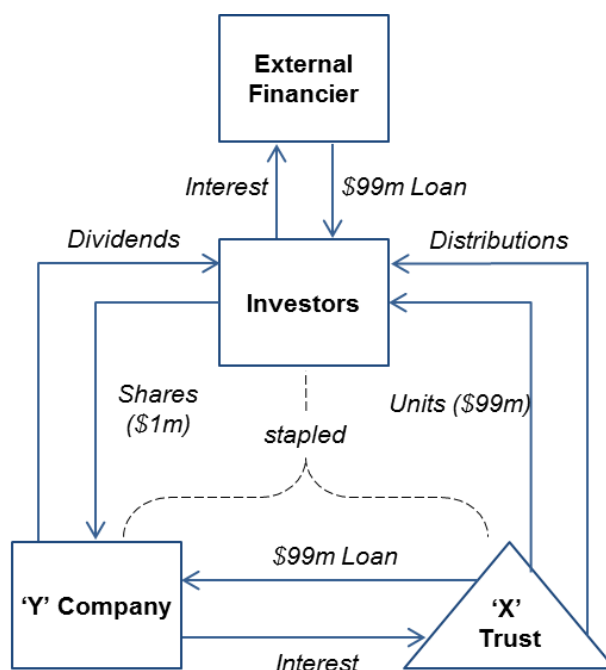 External
Financier
Interest
$99m Loan
Dividends
Distributions
Investors
Shares
($1m)
Units ($99m)
stapled
$99m Loan
‘Y’ Company
‘X’
Trust
Interest